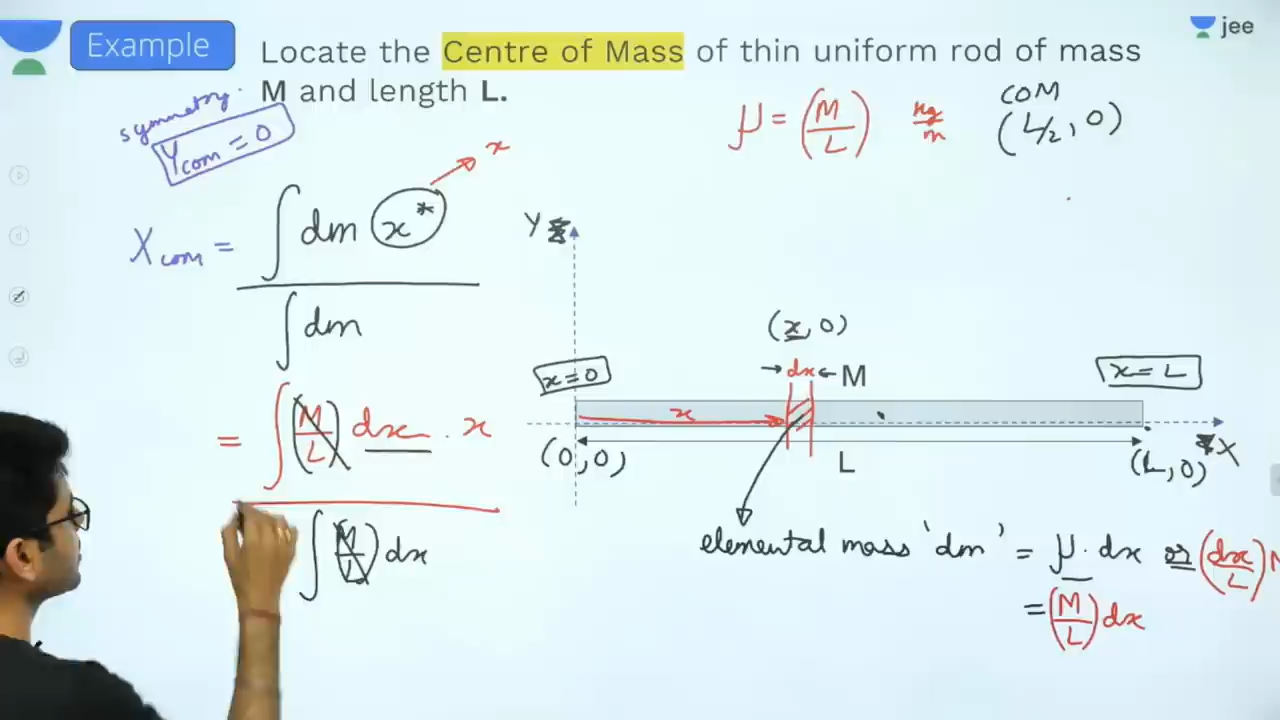 Example
Locate the Centre of Mass of thin uniform rod of mass
M and length L.
jee
symmetry.
Ycom = 0
μ = (M/L) kg/m
COM
(L/2, 0)
x
Xcom = ∫ dm x*
∫ dm
= ∫ (M/L) dx . x
∫ (M/L) dx
Y
(x, 0)
→ dx ← M
x = 0
x = L
x
(0,0)
L
(L,0)
X
elemental mass 'dm' = μ. dx or (dx/L) M
= (M/L) dx